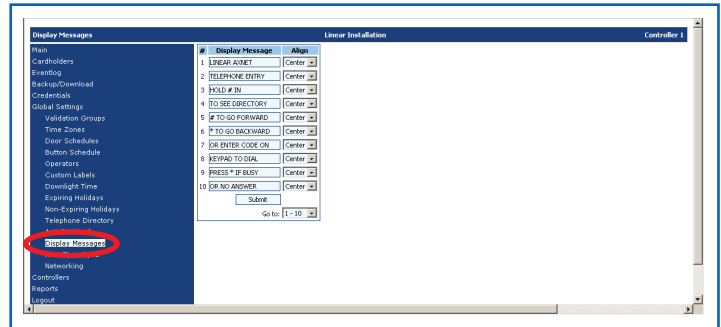 Display Messages Linear Installation Controller 1
Main
Cardholders
Eventlog
Backup/Download
Credentials
Global Settings
Validation Groups
Time Zones
Door Schedules
Button Schedule
Operators
Custom Labels
Downlight Time
Expiring Holidays
Non-Expiring Holidays
Telephone Directory
Display Messages
Networking
Controllers
Reports
Logout
# Display Message Align
1 LINEAR AXNET Center
2 TELEPHONE ENTRY Center
3 HOLD # IN Center
4 TO SEE DIRECTORY Center
5 # TO GO FORWARD Center
6 * TO GO BACKWARD Center
7 OR ENTER CODE ON Center
8 KEYPAD TO DIAL Center
9 PRESS * IF BUSY Center
10 OR NO ANSWER Center
Submit
Go to: 1 - 10